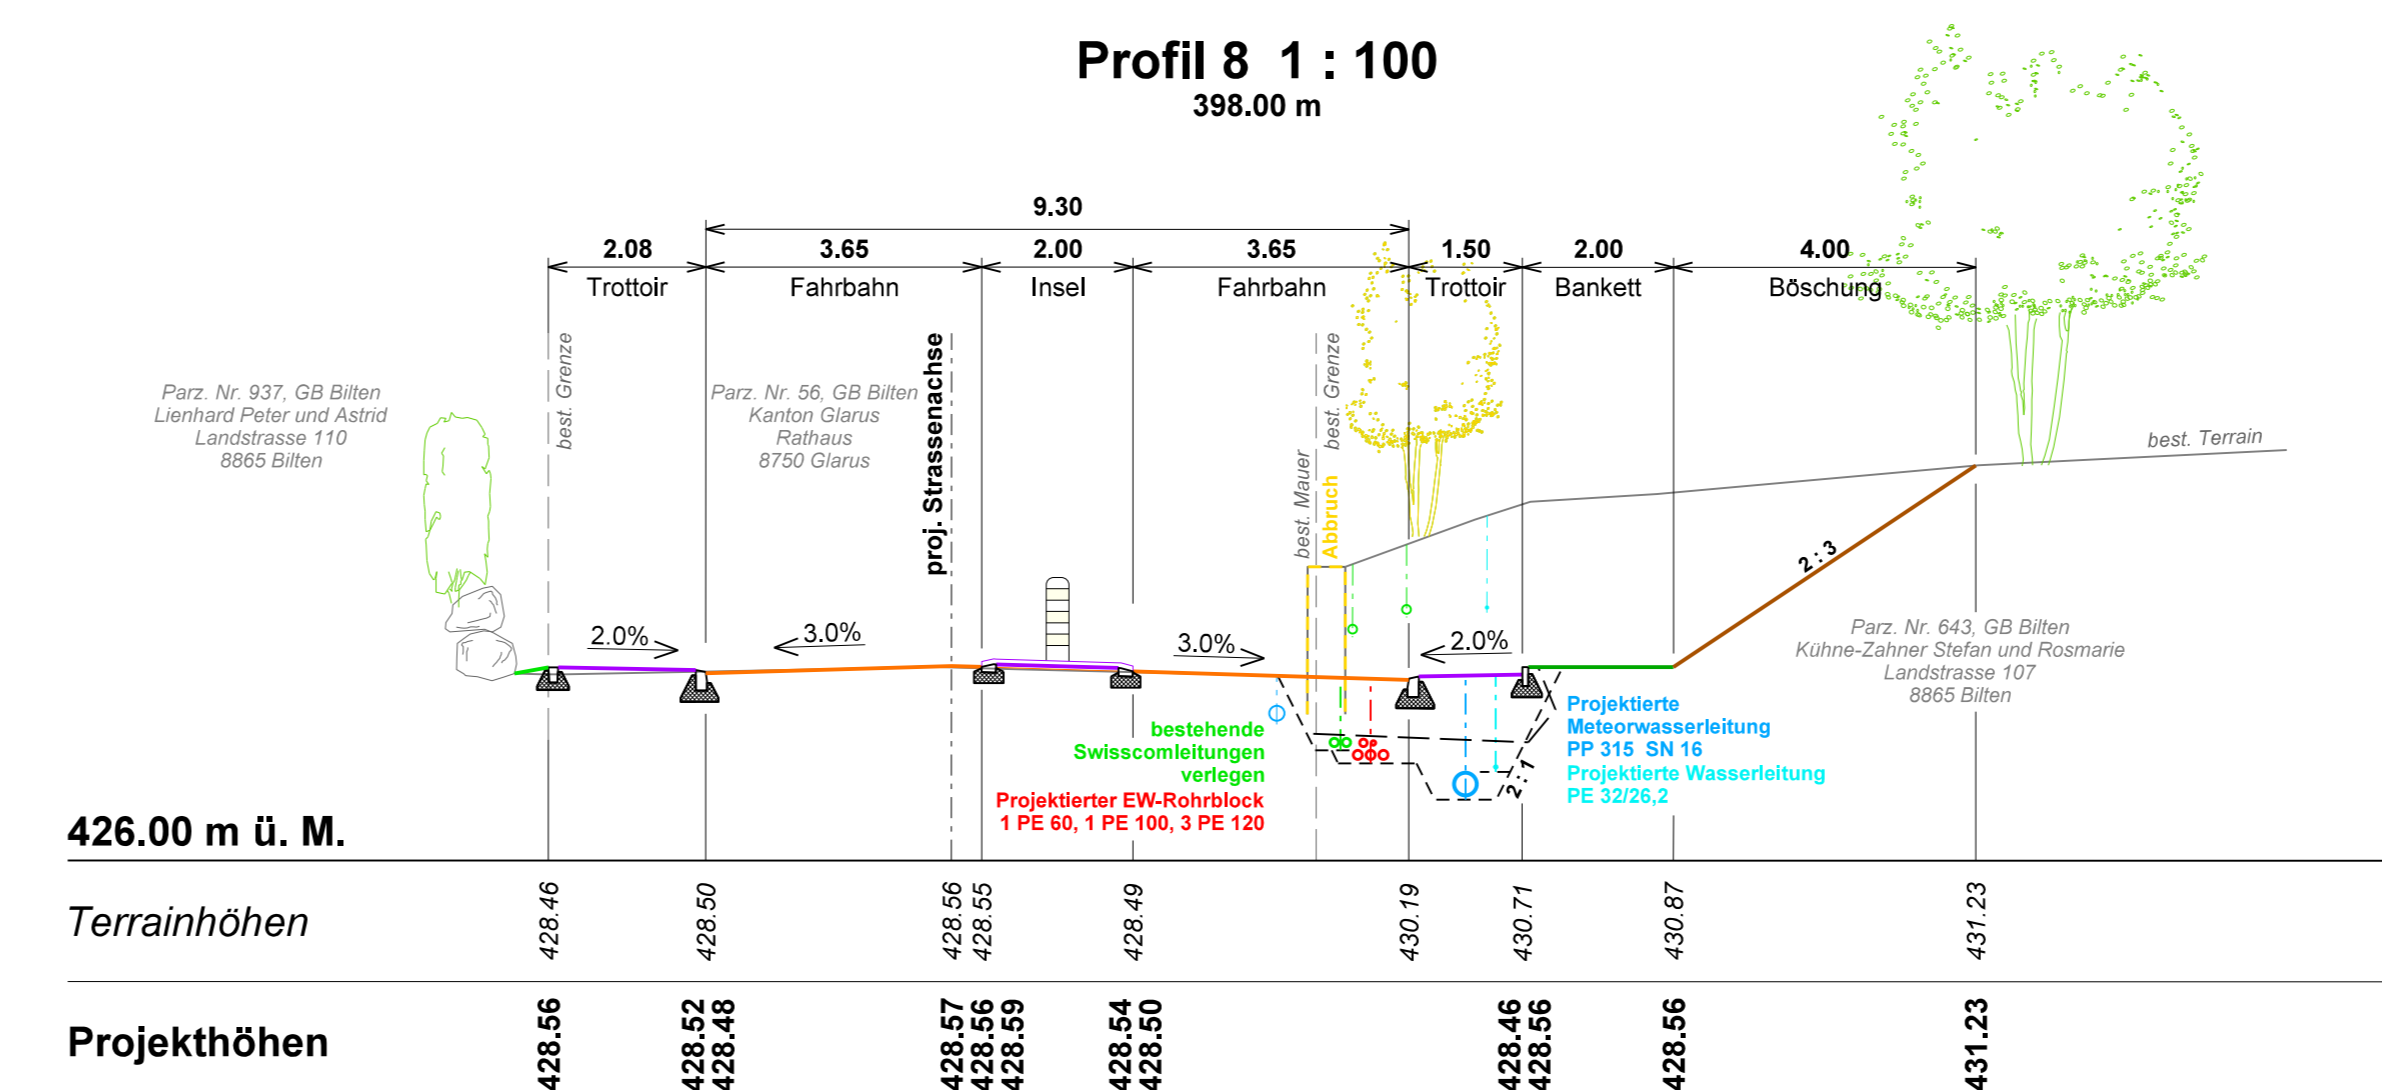 Profil 8 1 : 100
398.00 m
9.30
2.08 3.65 2.00 3.65 1.50 2.00 4.00
Trottoir Fahrbahn Insel Fahrbahn Trottoir Bankett Böschung
best. Grenze
proj. Strassenachse
best. Grenze
best. Mauer
Abbruch
Parz. Nr. 937, GB Bilten
Lienhard Peter und Astrid
Landstrasse 110
8865 Bilten
Parz. Nr. 56, GB Bilten
Kanton Glarus
Rathaus
8750 Glarus
best. Terrain
2 : 3
2.0% 3.0% 3.0% 2.0%
Parz. Nr. 643, GB Bilten
Kühne-Zahner Stefan und Rosmarie
Landstrasse 107
8865 Bilten
bestehende
Swisscomleitungen
verlegen
Projektierter EW-Rohrblock
1 PE 60, 1 PE 100, 3 PE 120
Projektierte
Meteorwasserleitung
PP 315 SN 16
Projektierte Wasserleitung
PE 32/26,2
2 : 1
426.00 m ü. M.
Terrainhöhen 428.46 428.50 428.56 428.55 428.49 430.19 430.71 430.87 431.23
Projekthöhen 428.56 428.52 428.48 428.57 428.56 428.59 428.54 428.50 428.46 428.56 428.56 431.23